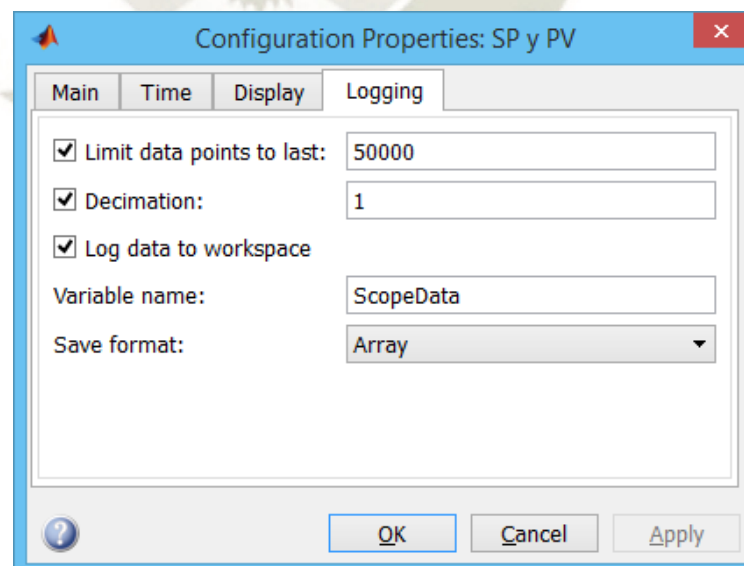 Configuration Properties: SP y PV
Main Time Display Logging
Limit data points to last: 50000
Decimation: 1
Log data to workspace
Variable name: ScopeData
Save format: Array
? OK Cancel Apply